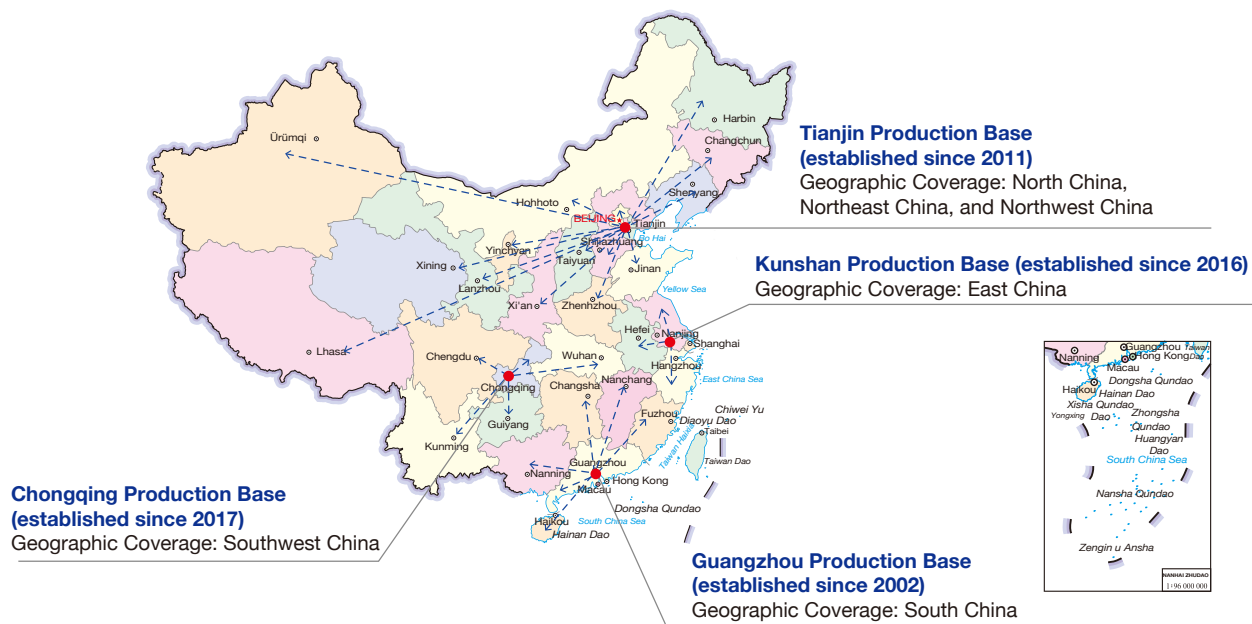 Harbin
Changchun
Ürümqi
Shenyang
Hohhoto
BEIJING
Tianjin
Bo Hai
Shijiazhuang
Yinchyan
Taiyuan
Xining
Jinan
Lanzhou
Yellow Sea
Xi'an
Zhenhzhou
Hefei
Nanjing
Shanghai
Lhasa
Chengdu
Wuhan
Hangzhou
Chongqing
Changsha
Nanchang
East China Sea
Guiyang
Fuzhou
Chiwei Yu
Diaoyu Dao
Taibei
Kunming
Taiwan Haixia
Taiwan Dao
Guangzhou
Nanning
Hong Kong
Macau
Dongsha Qundao
Haikou
South China Sea
Hainan Dao
Tianjin Production Base
(established since 2011)
Geographic Coverage: North China,
Northeast China, and Northwest China
Kunshan Production Base (established since 2016)
Geographic Coverage: East China
Chongqing Production Base
(established since 2017)
Geographic Coverage: Southwest China
Guangzhou Production Base
(established since 2002)
Geographic Coverage: South China
Guangzhou
Taiwan
Dao
Nanning
Hong Kong
Macau
Haikou
Dongsha Qundao
Hainan Dao
Xisha Qundao
Yongxing Dao
Zhongsha
Qundao
Huangyan
Dao
South China Sea
Nansha Qundao
Zengin u Ansha
NANHAI ZHUDAO
1:96 000 000